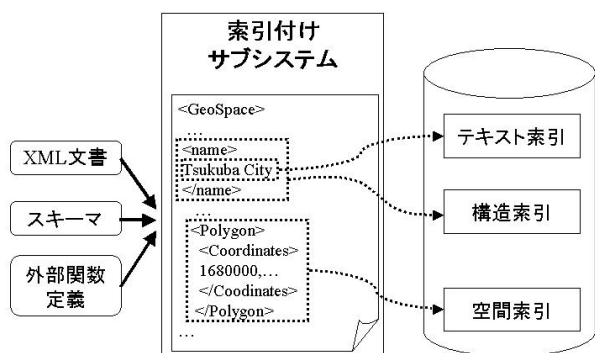 索引付け
サブシステム
XML文書
スキーマ
外部関数
定義
<GeoSpace>
...
<name>
Tsukuba City
</name>
...
<Polygon>
<Coordinates>
1680000,...
</Coodinates>
</Polygon>
...
テキスト索引
構造索引
空間索引